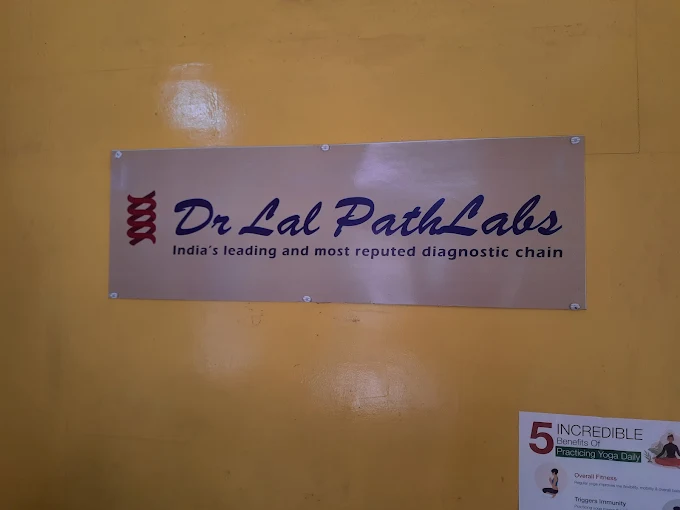 Dr Lal PathLabs
India's leading and most reputed diagnostic chain
5 INCREDIBLE
Benefits Of
Practicing Yoga Daily
Overall Fitness
Triggers Immunity